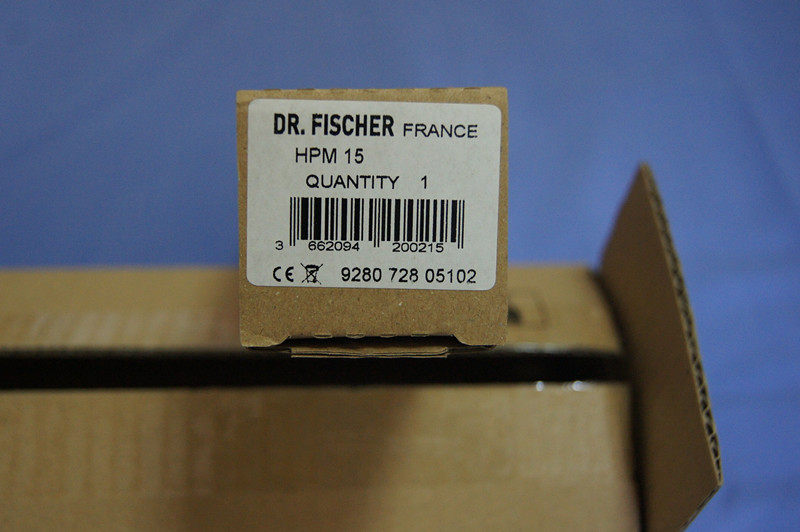 DR. FISCHER FRANCE
HPM 15
QUANTITY 1
3 662094 200215
CE 9280 728 05102